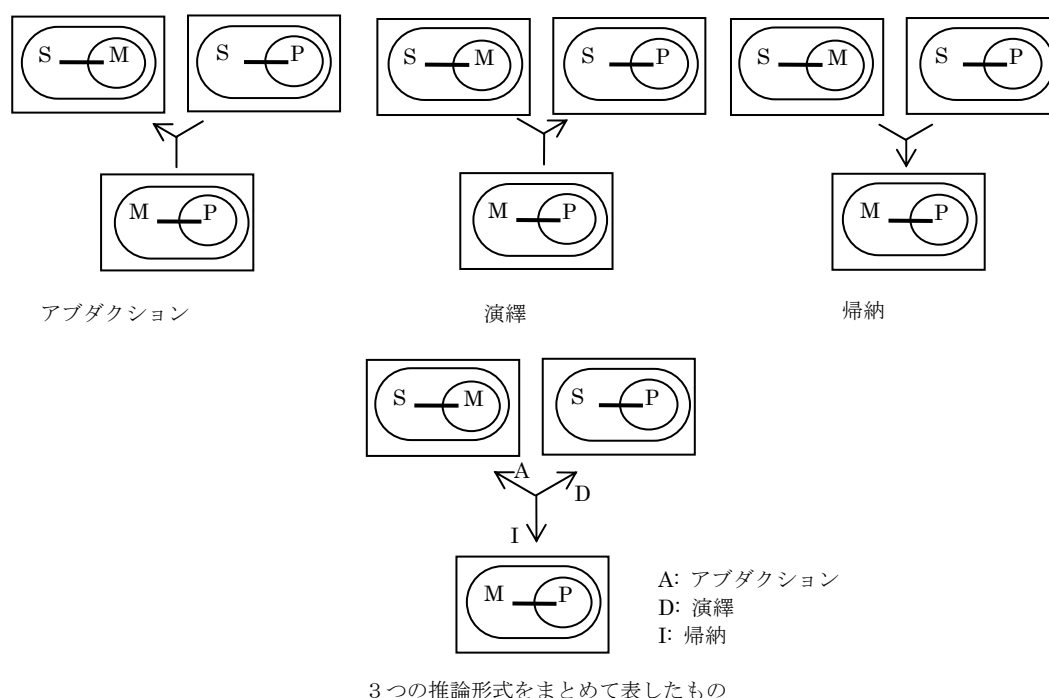 S M S P S M S P S M S P
M P M P M P
アブダクション 演繹 帰納
S M S P
A
D
I
M P
A: アブダクション
D: 演繹
I: 帰納
3つの推論形式をまとめて表したもの